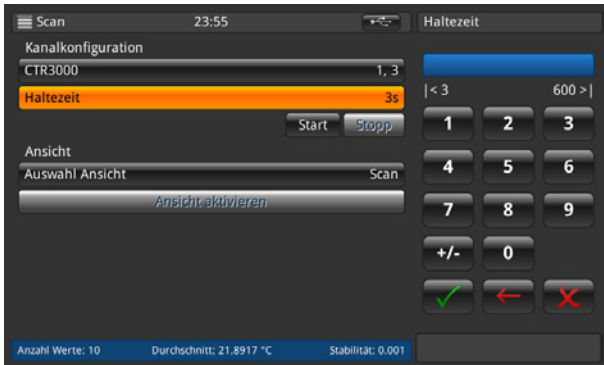 Scan 23:55
Kanalkonfiguration
CTR3000 1, 3
Haltezeit 3s
Start Stopp
Ansicht
Auswahl Ansicht Scan
Ansicht aktivieren
Anzahl Werte: 10 Durchschnitt: 21.8917 °C Stabilität: 0.001
Haltezeit
|< 3 600 >|
1 2 3
4 5 6
7 8 9
+/- 0